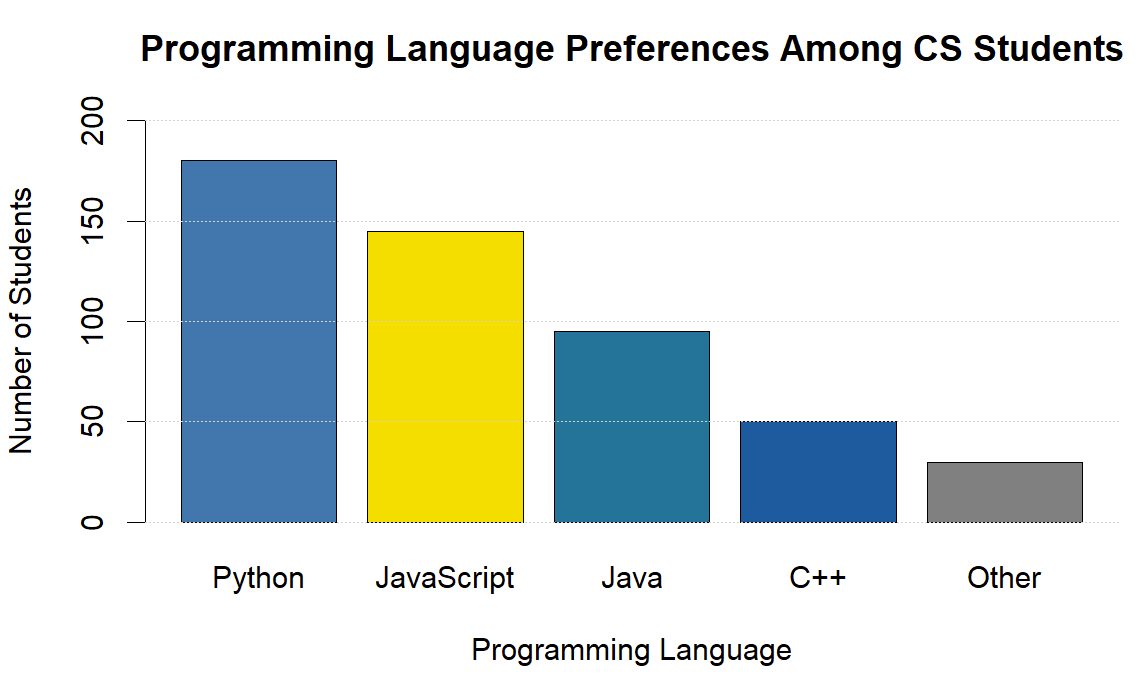 Programming Language Preferences Among CS Students
Number of Students
200
150
100
50
0
Python JavaScript Java C++ Other
Programming Language